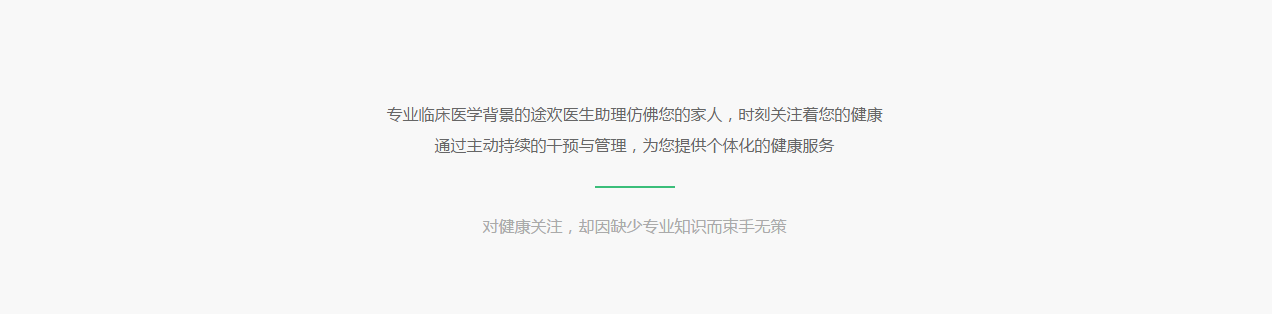 专业临床医学背景的途欢医生助理仿佛您的家人，时刻关注着您的健康
通过主动持续的干预与管理，为您提供个体化的健康服务
对健康关注，却因缺少专业知识而束手无策